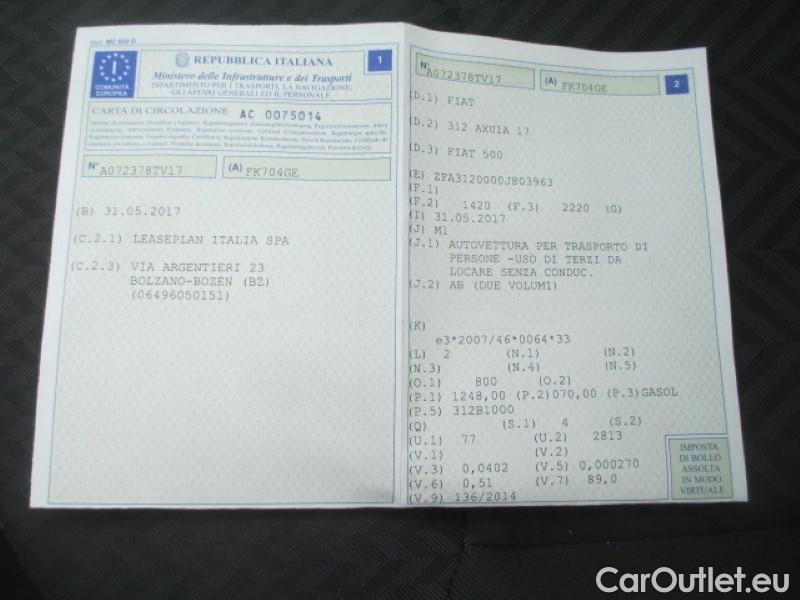 Mod. MC 820 D
I
COMUNITÀ
EUROPEA
REPUBBLICA ITALIANA
1
Ministero delle Infrastrutture e dei Trasporti
DIPARTIMENTO PER I TRASPORTI, LA NAVIGAZIONE,
GLI AFFARI GENERALI ED IL PERSONALE
CARTA DI CIRCOLAZIONE AC 0075014
N° A072378TV17
(A) FK704GE
(B) 31.05.2017
(C.2.1) LEASEPLAN ITALIA SPA
(C.2.3) VIA ARGENTIERI 23
BOLZANO-BOZEN (BZ)
(06496050151)
N° A072378TV17
(A) FK704GE
2
(D.1) FIAT
(D.2) 312 AXU1A 17
(D.3) FIAT 500
(E) ZFA3120000J803963
(F.1)
(F.2) 1420 (F.3) 2220 (G)
(I) 31.05.2017
(J) M1
(J.1) AUTOVETTURA PER TRASPORTO DI
PERSONE -USO DI TERZI DA
LOCARE SENZA CONDUC.
(J.2) AB (DUE VOLUMI)
(K)
e3*2007/46*0064*33
(L) 2 (N.1) (N.2)
(N.3) (N.4) (N.5)
(O.1) 800 (O.2)
(P.1) 1248,00 (P.2)070,00 (P.3)GASOL
(P.5) 312B1000
(Q) (S.1) 4 (S.2)
(U.1) 77 (U.2) 2813
(V.1) (V.2)
(V.3) 0,0402 (V.5) 0,000270
(V.6) 0,51 (V.7) 89,0
(V.9) 136/2014
IMPOSTA
DI BOLLO
ASSOLTA
IN MODO
VIRTUALE
CarOutlet.eu